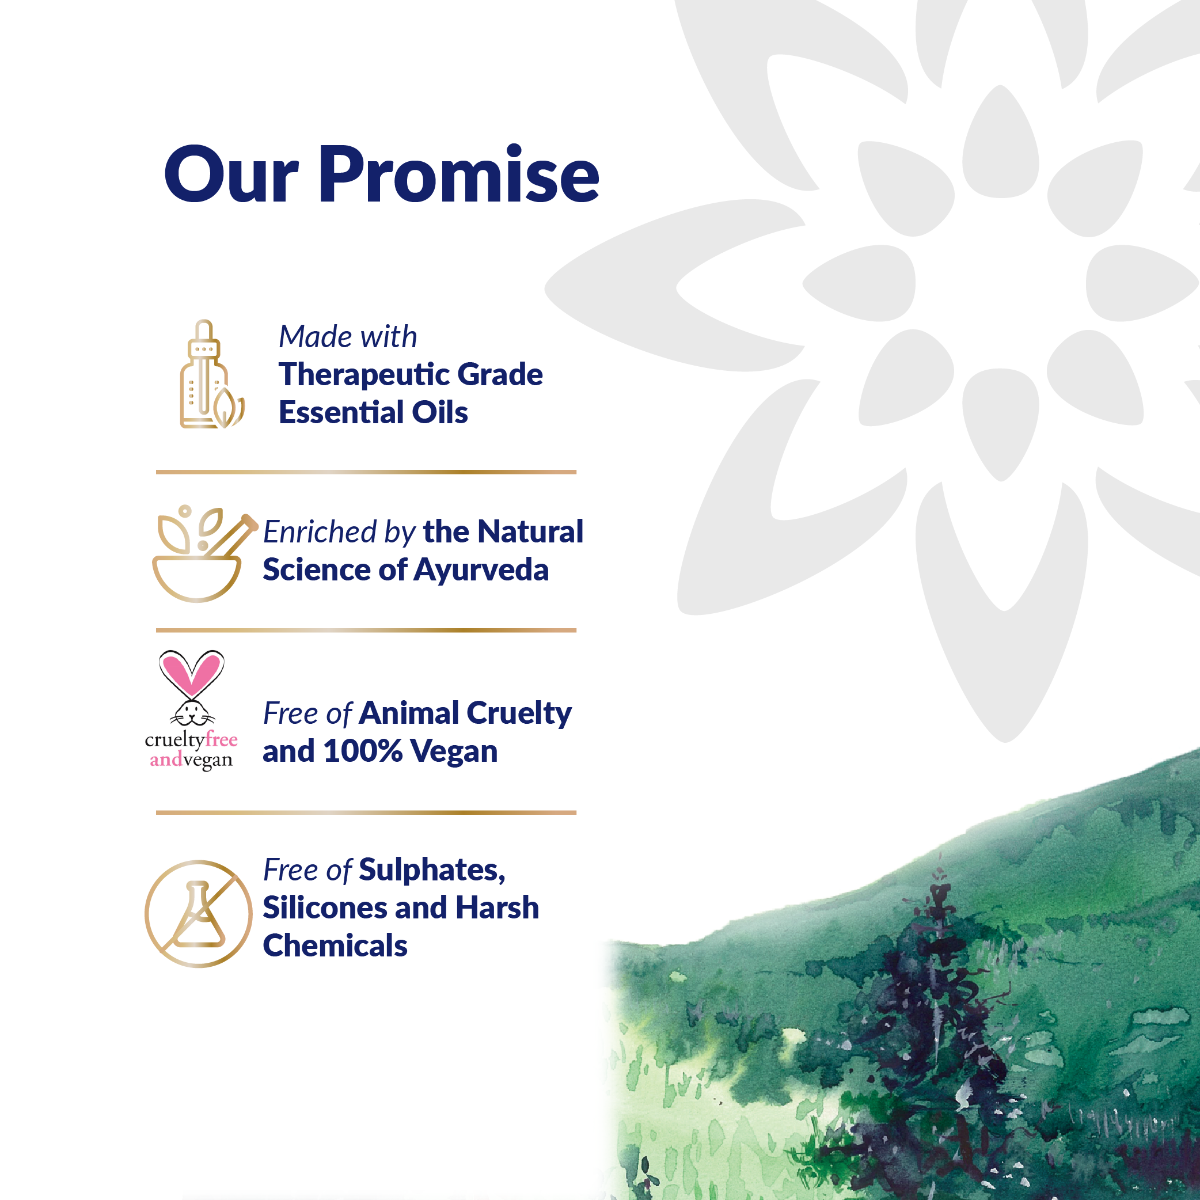 Our Promise
Made with
Therapeutic Grade
Essential Oils
Enriched by the Natural
Science of Ayurveda
crueltyfree
andvegan
Free of Animal Cruelty
and 100% Vegan
Free of Sulphates,
Silicones and Harsh
Chemicals